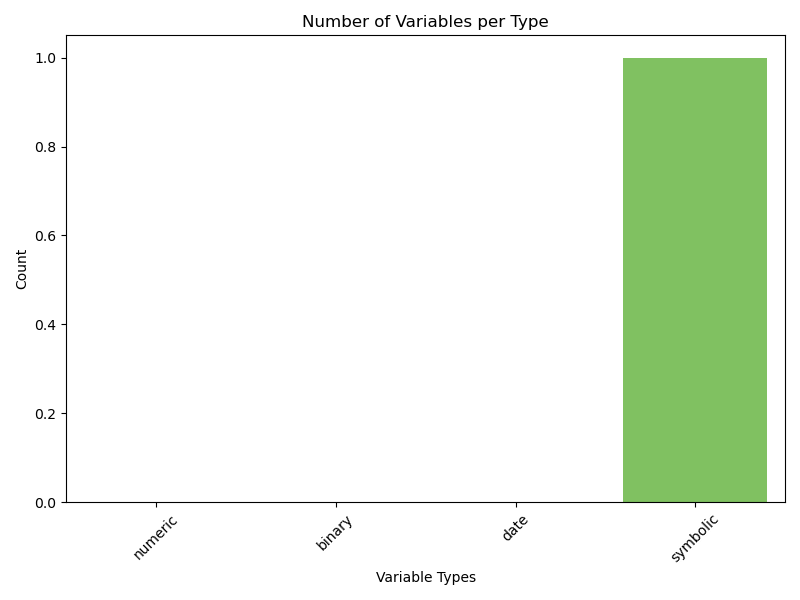 Number of Variables per Type
Count
1.0
0.8
0.6
0.4
0.2
0.0
numeric
binary
date
symbolic
Variable Types